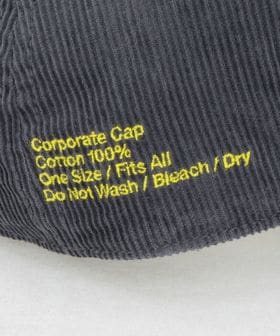 Corporate Cap
Cotton 100%
One Size / Fits All
Do Not Wash / Bleach / Dry